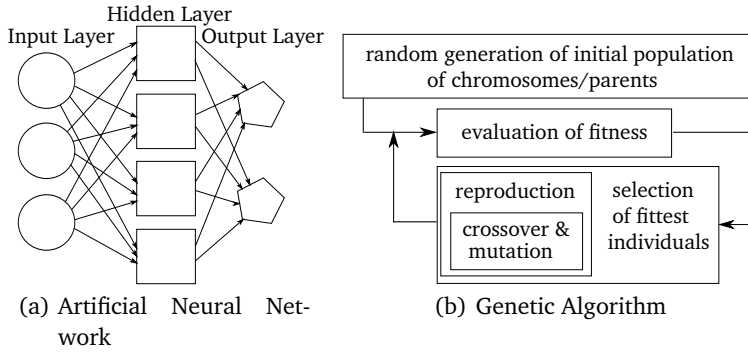 Hidden Layer
Input Layer
Output Layer
(a) Artificial Neural Net-
work
random generation of initial population
of chromosomes/parents
evaluation of fitness
reproduction
crossover &
mutation
selection
of fittest
individuals
(b) Genetic Algorithm